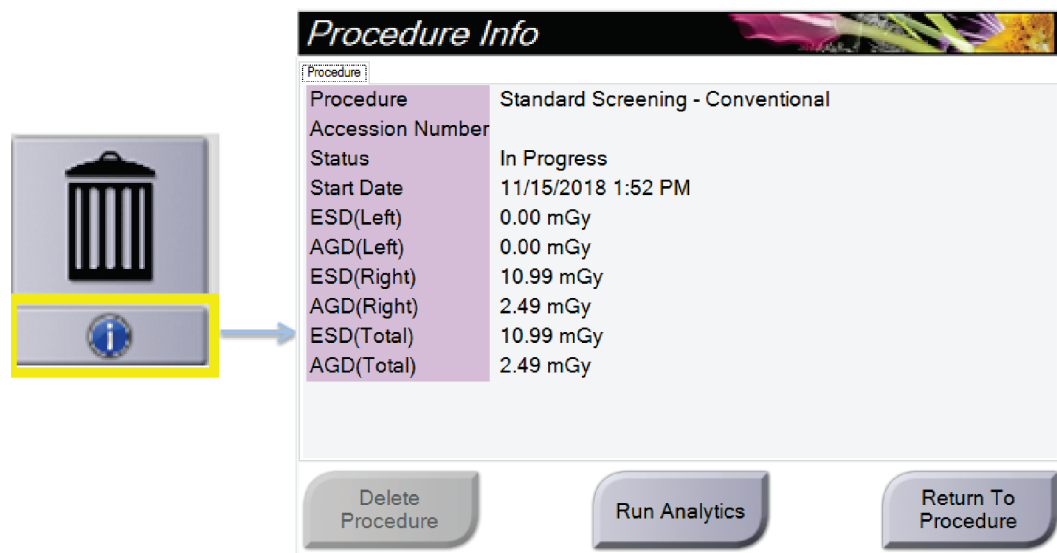 Procedure Info
Procedure
Procedure Standard Screening - Conventional
Accession Number
Status In Progress
Start Date 11/15/2018 1:52 PM
ESD(Left) 0.00 mGy
AGD(Left) 0.00 mGy
ESD(Right) 10.99 mGy
AGD(Right) 2.49 mGy
ESD(Total) 10.99 mGy
AGD(Total) 2.49 mGy
Delete
Procedure
Run Analytics
Return To
Procedure